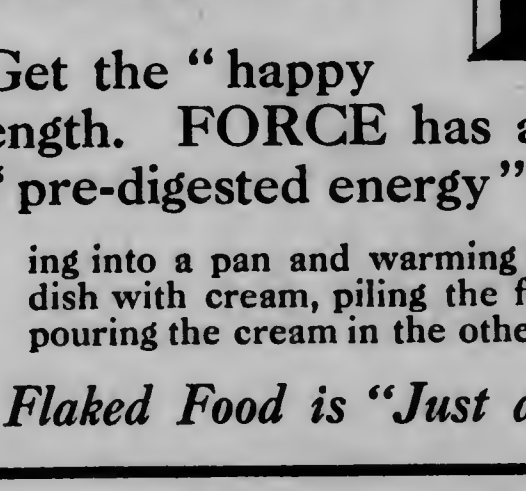 Get the “happy
ength. FORCE has a
“pre-digested energy”
ing into a pan and warming
dish with cream, piling the f
pouring the cream in the othe
Flaked Food is “Just a